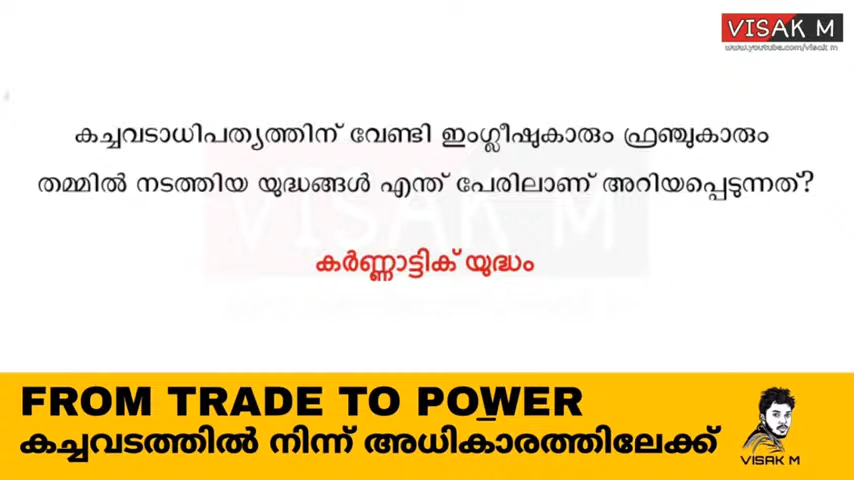 VISAK M
www.youtube.com/visak m
കച്ചവടാധിപത്യത്തിന് വേണ്ടി ഇംഗ്ലീഷുകാരും ഫ്രഞ്ചുകാരും
തമ്മിൽ നടത്തിയ യുദ്ധങ്ങൾ എന്ത് പേരിലാണ് അറിയപ്പെടുന്നത്?
VISAK M
കർണ്ണാട്ടിക് യുദ്ധം
FROM TRADE TO POWER
കച്ചവടത്തിൽ നിന്ന് അധികാരത്തിലേക്ക്
VISAK M